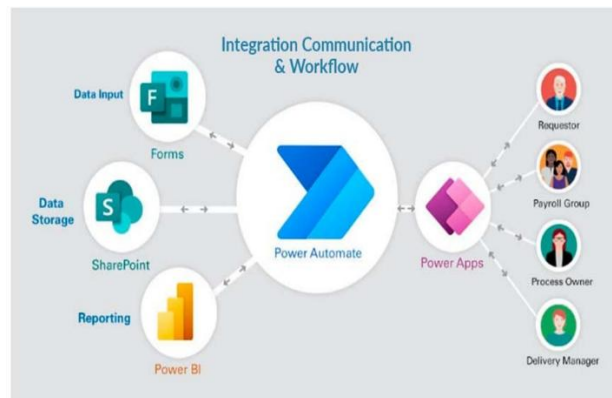 Integration Communication
& Workflow
Data Input
F
Forms
Data
Storage
S
SharePoint
Reporting
Power BI
Power Automate
Power Apps
Requestor
Payroll Group
Process Owner
Delivery Manager